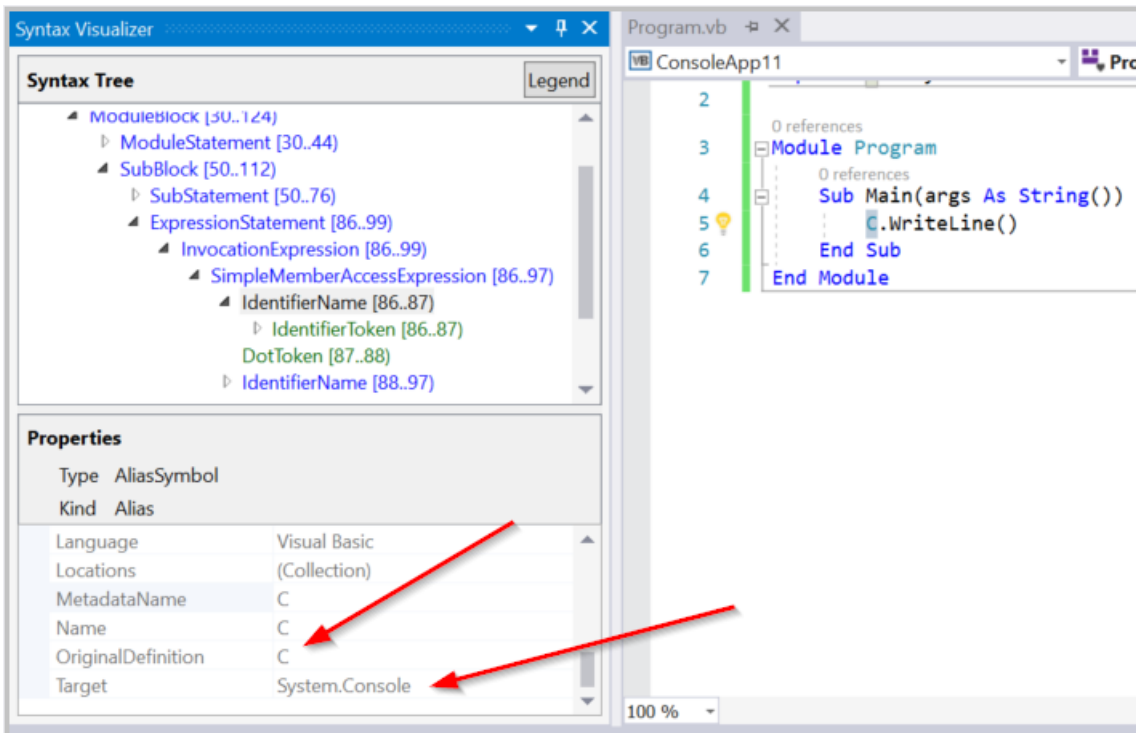 Syntax Visualizer
Syntax Tree
Legend
ModuleBlock [30..124)
ModuleStatement [30..44)
SubBlock [50..112)
SubStatement [50..76)
ExpressionStatement [86..99)
InvocationExpression [86..99)
SimpleMemberAccessExpression [86..97)
IdentifierName [86..87)
IdentifierToken [86..87)
DotToken [87..88)
IdentifierName [88..97)
Properties
Type AliasSymbol
Kind Alias
Language Visual Basic
Locations (Collection)
MetadataName C
Name C
OriginalDefinition C
Target System.Console
Program.vb
VB ConsoleApp11
Pro
2
0 references
3 Module Program
0 references
4 Sub Main(args As String())
5 C.WriteLine()
6 End Sub
7 End Module
100 %